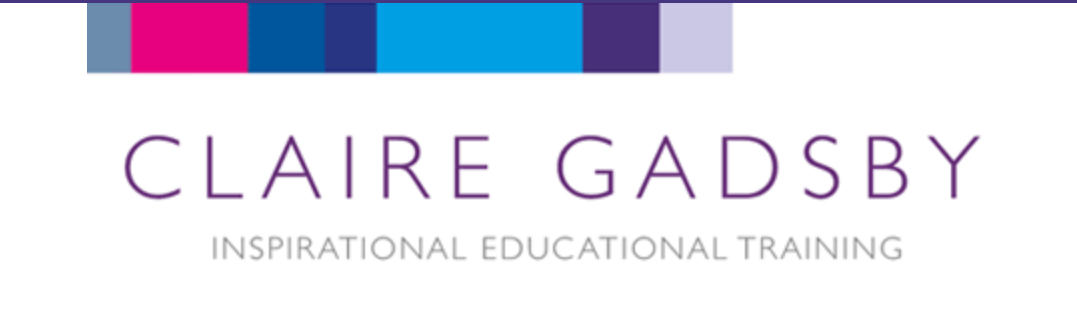 CLAIRE GADSBY
INSPIRATIONAL EDUCATIONAL TRAINING